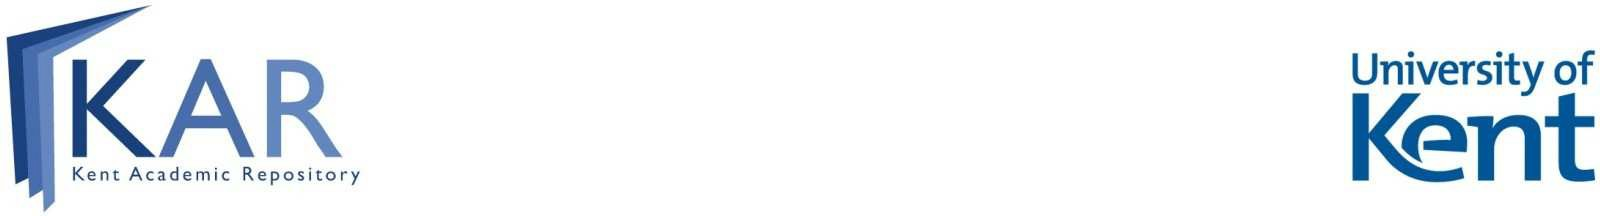 KAR
Kent Academic Repository
University of
Kent